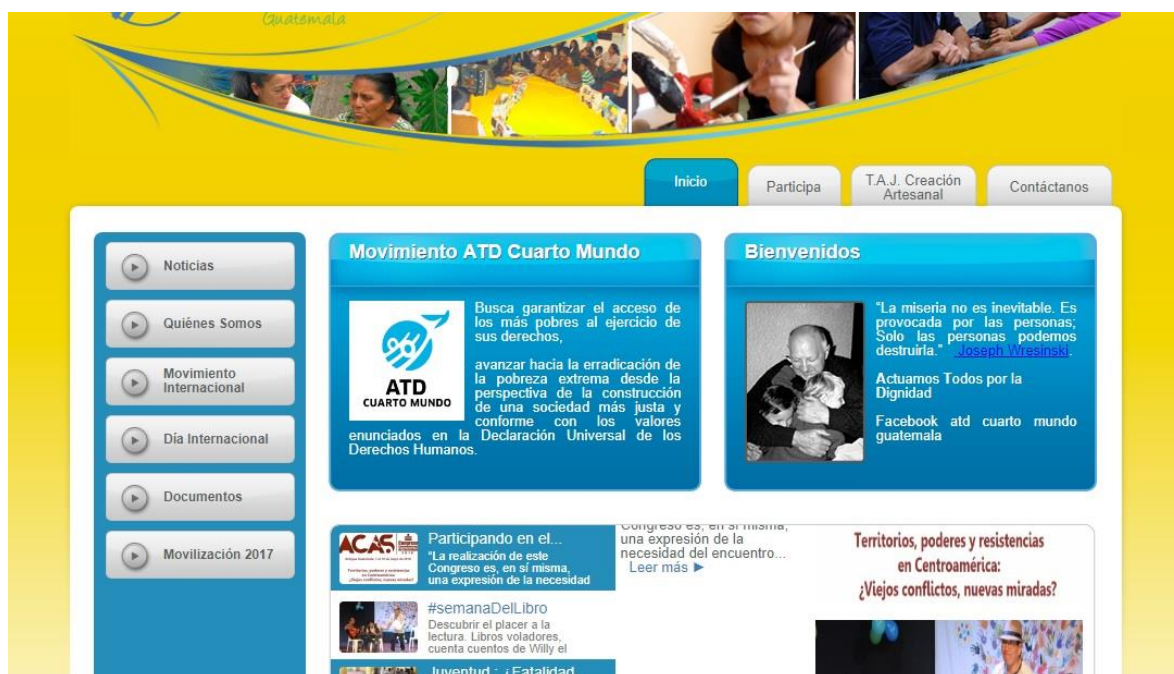 Guatemala
Inicio
Participa
T.A.J. Creación
Artesanal
Contáctanos
Noticias
Quiénes Somos
Movimiento
Internacional
Día Internacional
Documentos
Movilización 2017
Movimiento ATD Cuarto Mundo
ATD
CUARTO MUNDO
Busca garantizar el acceso de
los más pobres al ejercicio de
sus derechos,
avanzar hacia la erradicación de
la pobreza extrema desde la
perspectiva de la construcción
de una sociedad más justa y
conforme con los valores
enunciados en la Declaración Universal de los
Derechos Humanos.
Bienvenidos
"La miseria no es inevitable. Es
provocada por las personas;
Solo las personas podemos
destruirla." Joseph Wresinski.
Actuamos Todos por la
Dignidad
Facebook atd cuarto mundo
guatemala
ACAS
Participando en el...
"La realización de este
Congreso es, en sí misma,
una expresión de la necesidad
#semanaDelLibro
Descubrir el placer a la
lectura. Libros voladores,
cuenta cuentos de Willy el
Juventud : ¿Fatalidad
Congreso es, en sí misma,
una expresión de la
necesidad del encuentro...
Leer más
Territorios, poderes y resistencias
en Centroamérica:
¿Viejos conflictos, nuevas miradas?